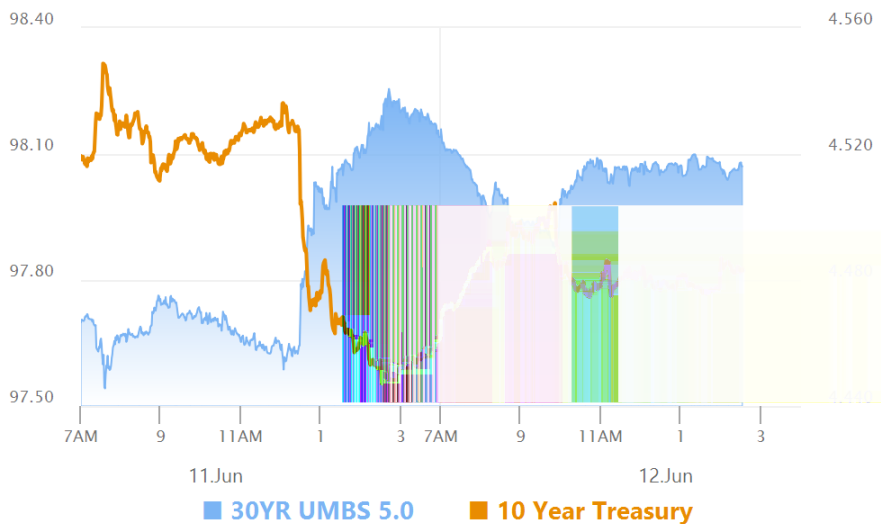 98.40 4.560
98.10 4.520
97.80
97.50
7AM 9 11AM 1 3 7AM 9 11AM 1 3
11.Jun 12.Jun
30YR UMBS 5.0 10 Year Treasury